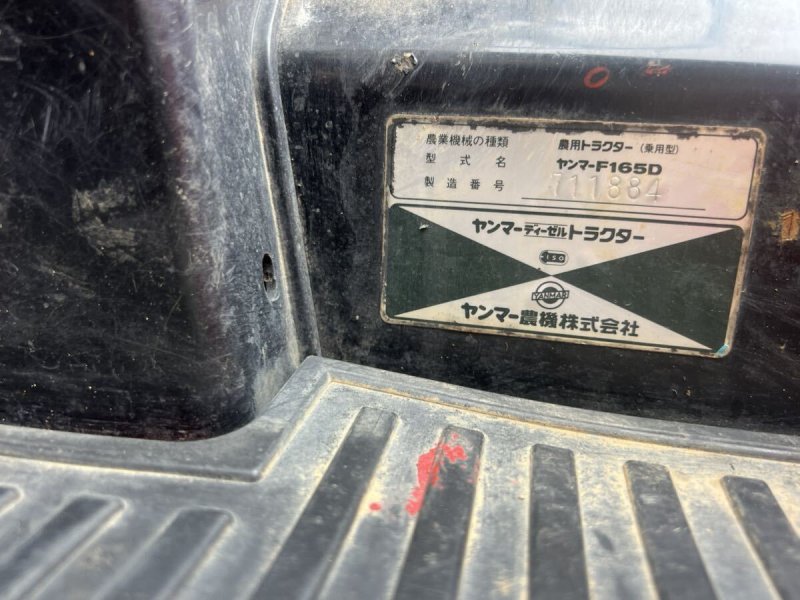 農業機械の種類 農用トラクター（乗用型）
型式名 ヤンマーF165D
製造番号 711884
ヤンマーディーゼルトラクター
ISG
YANMAR
ヤンマー農機株式会社